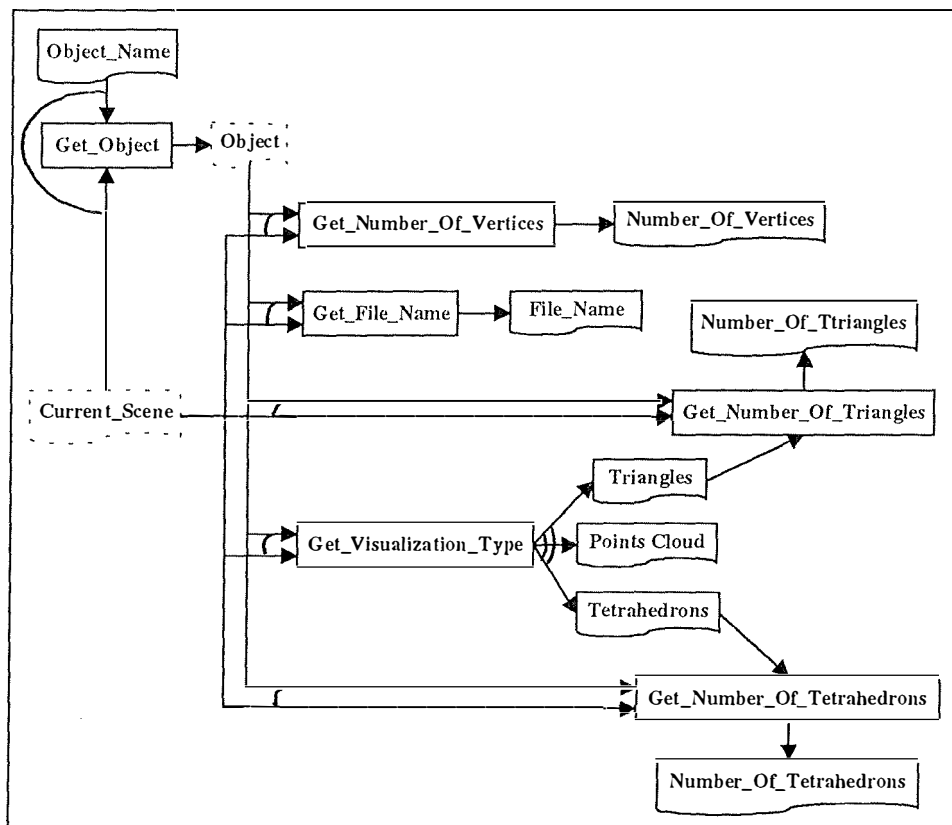 Object_Name
Get_Object
Object
Get_Number_Of_Vertices
Number_Of_Vertices
Get_File_Name
File_Name
Number_Of_Ttriangles
Current_Scene
Get_Number_Of_Triangles
Triangles
Get_Visualization_Type
Points Cloud
Tetrahedrons
Get_Number_Of_Tetrahedrons
Number_Of_Tetrahedrons